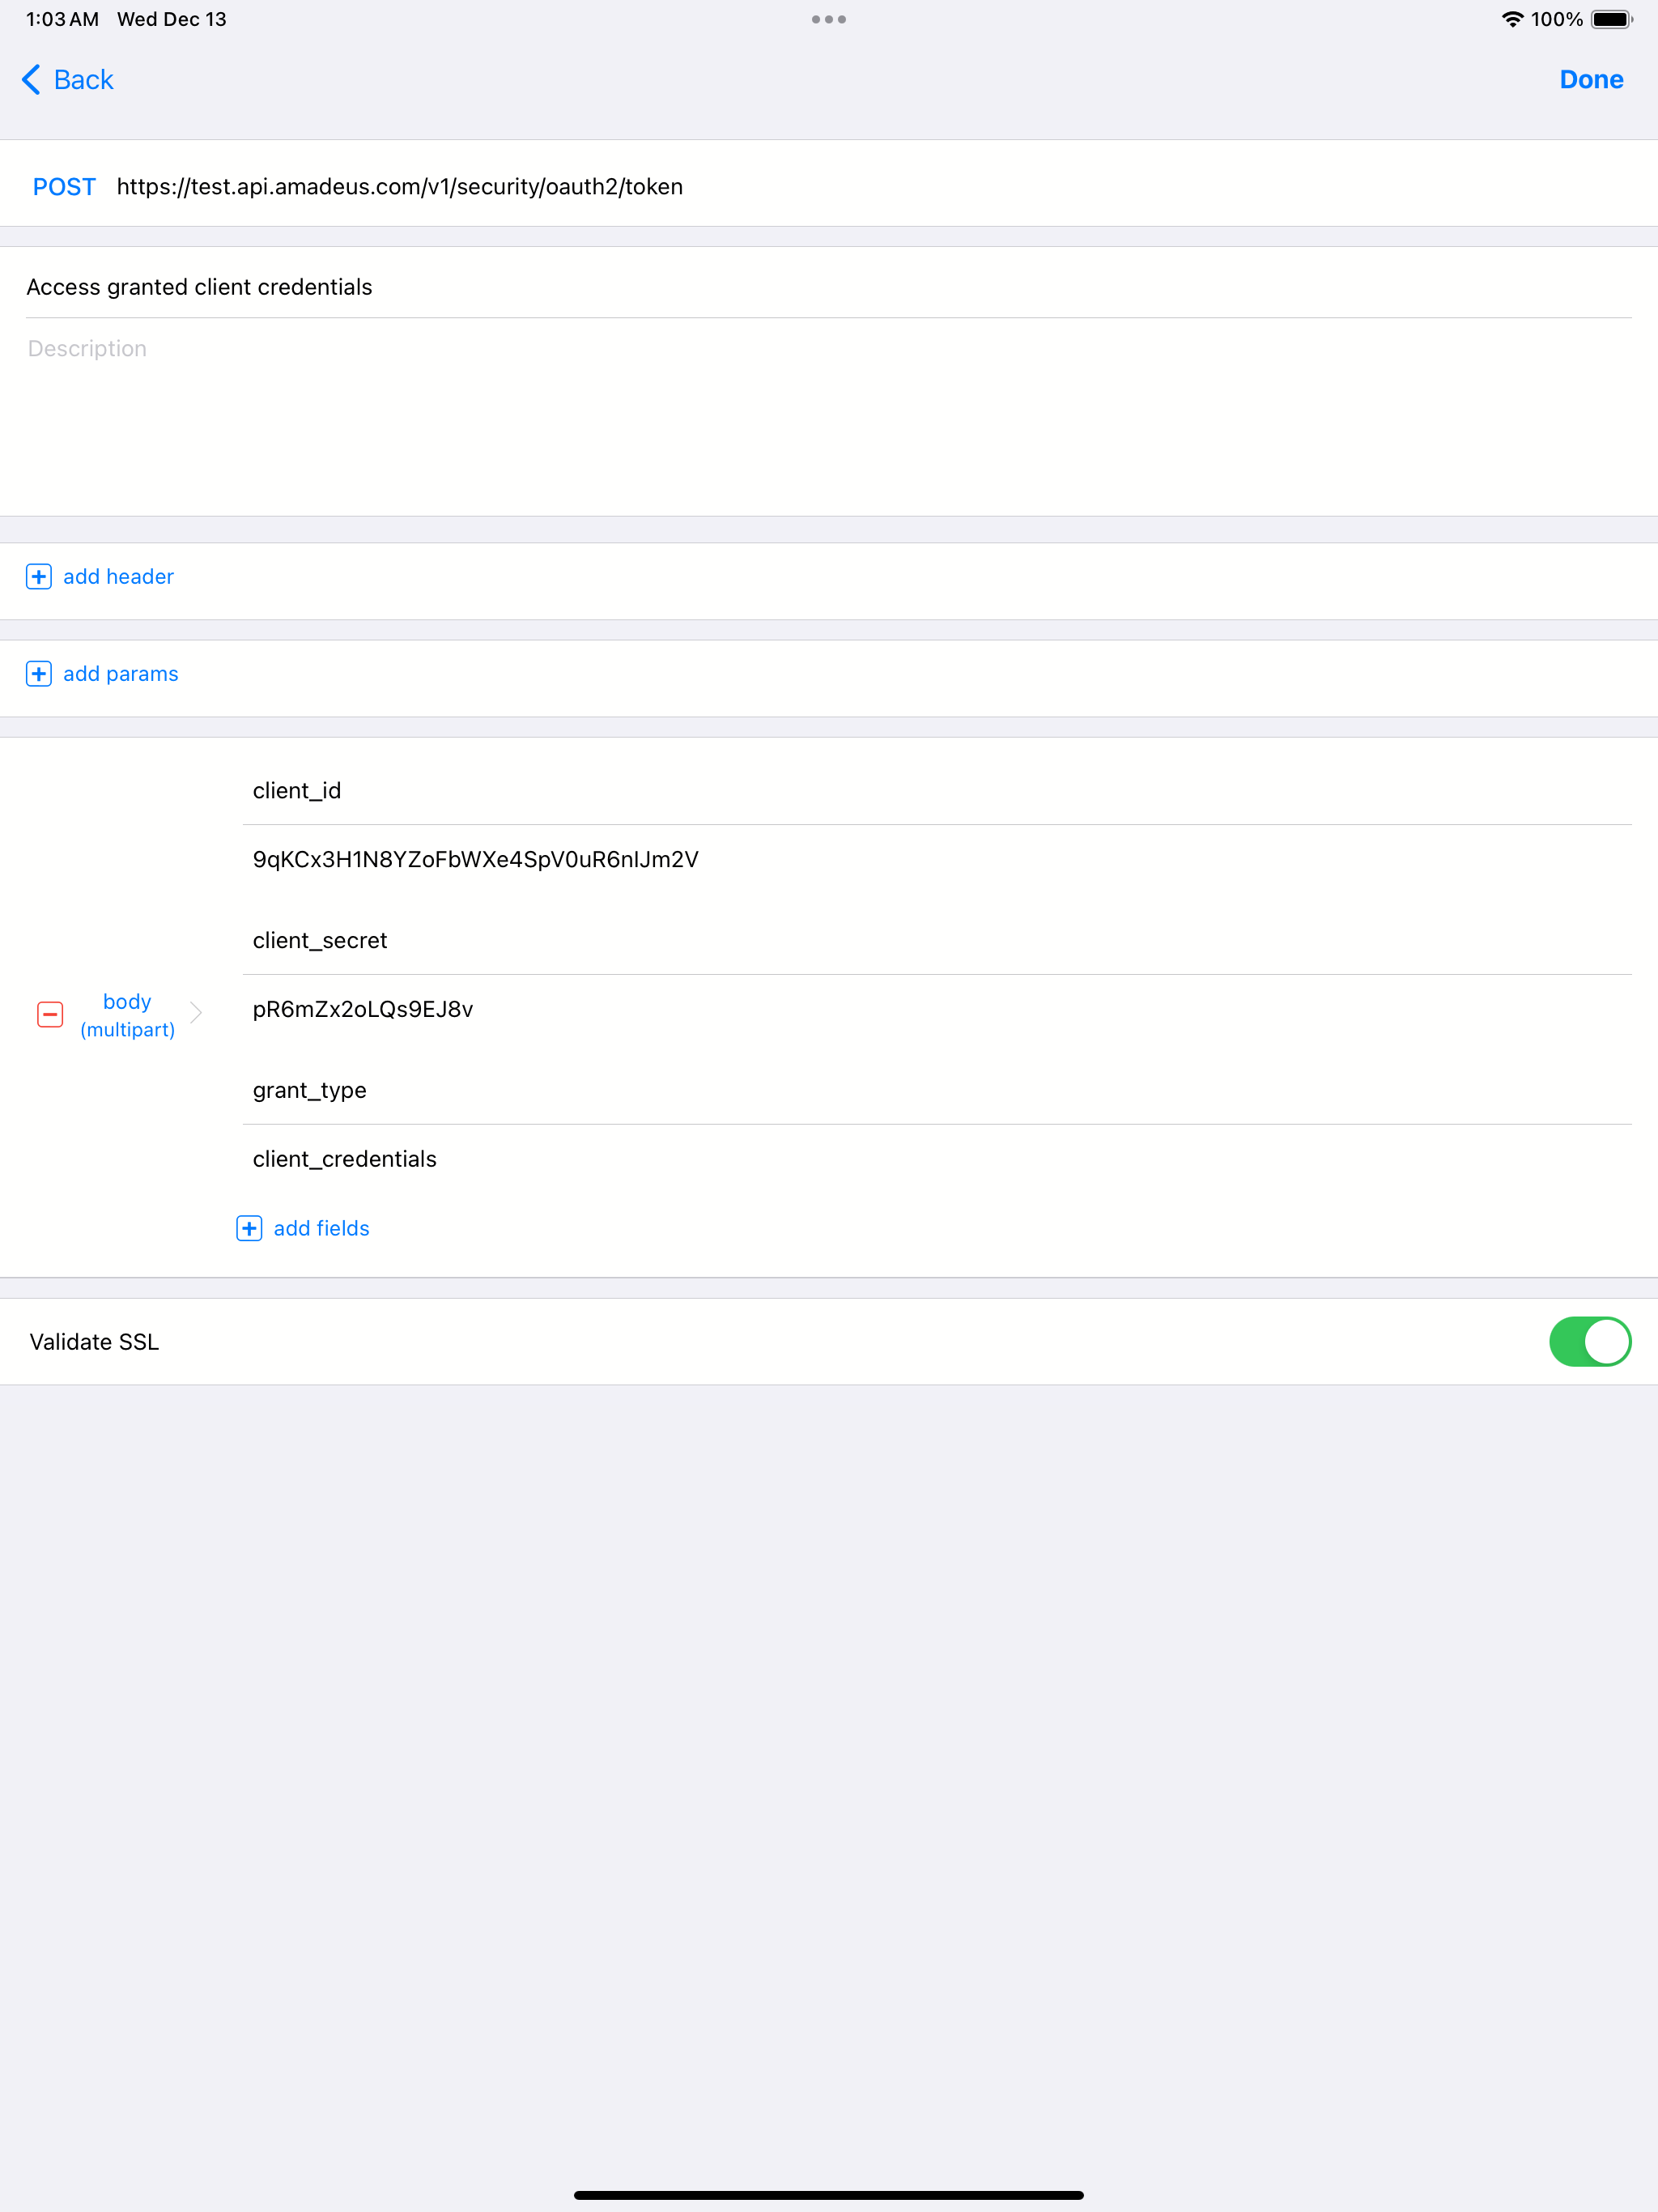 1:03 AM Wed Dec 13 100%
Back Done
POST https://test.api.amadeus.com/v1/security/oauth2/token
Access granted client credentials
Description
add header
add params
client_id
9qKCx3H1N8YZoFbWXe4SpV0uR6nlJm2V
client_secret
body
(multipart)
pR6mZx2oLQs9EJ8v
grant_type
client_credentials
add fields
Validate SSL